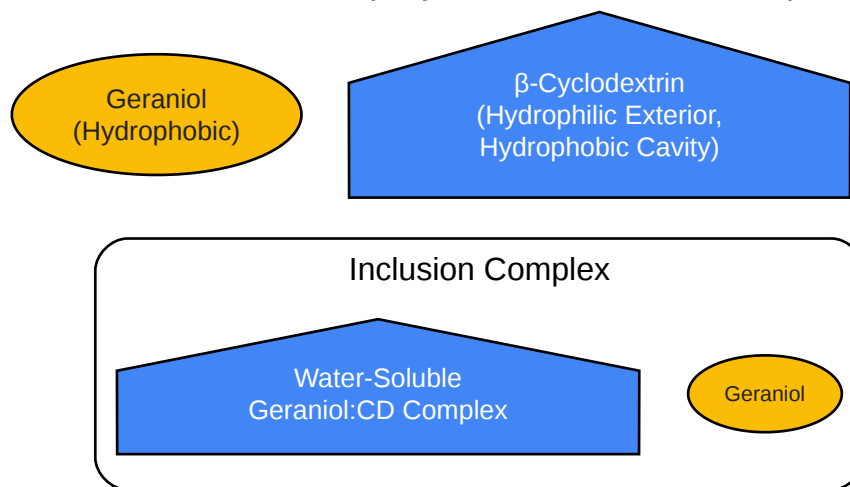 Geraniol
(Hydrophobic)
β-Cyclodextrin
(Hydrophilic Exterior,
Hydrophobic Cavity)
Inclusion Complex
Water-Soluble
Geraniol:CD Complex
Geraniol